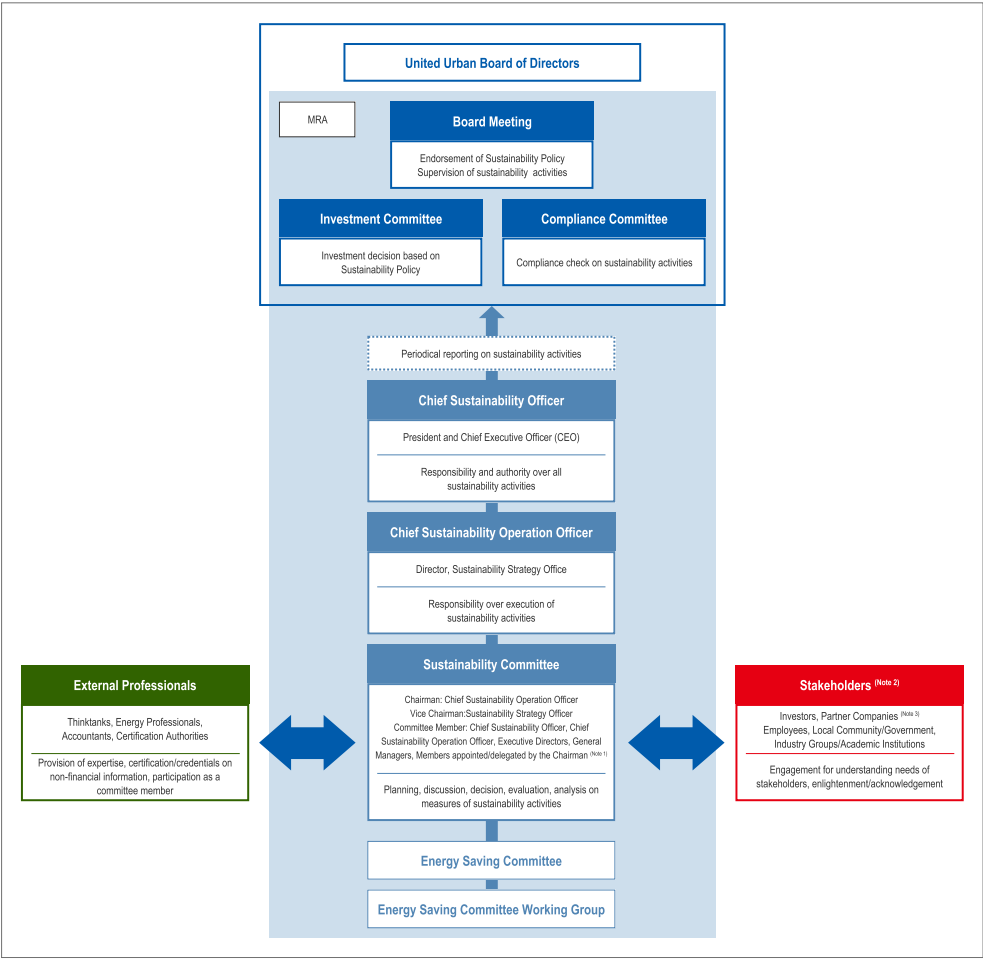 United Urban Board of Directors
MRA
Board Meeting
Endorsement of Sustainability Policy
Supervision of sustainability activities
Investment Committee
Investment decision based on
Sustainability Policy
Compliance Committee
Compliance check on sustainability activities
Periodical reporting on sustainability activities
Chief Sustainability Officer
President and Chief Executive Officer (CEO)
Responsibility and authority over all
sustainability activities
Chief Sustainability Operation Officer
Director, Sustainability Strategy Office
Responsibility over execution of
sustainability activities
External Professionals
Thinktanks, Energy Professionals,
Accountants, Certification Authorities
Provision of expertise, certification/credentials on
non-financial information, participation as a
committee member
Sustainability Committee
Chairman: Chief Sustainability Operation Officer
Vice Chairman:Sustainability Strategy Officer
Committee Member: Chief Sustainability Officer, Chief
Sustainability Operation Officer, Executive Directors, General
Managers, Members appointed/delegated by the Chairman (Note 1)
Planning, discussion, decision, evaluation, analysis on
measures of sustainability activities
Stakeholders (Note 2)
Investors, Partner Companies (Note 3)
Employees, Local Community/Government,
Industry Groups/Academic Institutions
Engagement for understanding needs of
stakeholders, enlightenment/acknowledgement
Energy Saving Committee
Energy Saving Committee Working Group